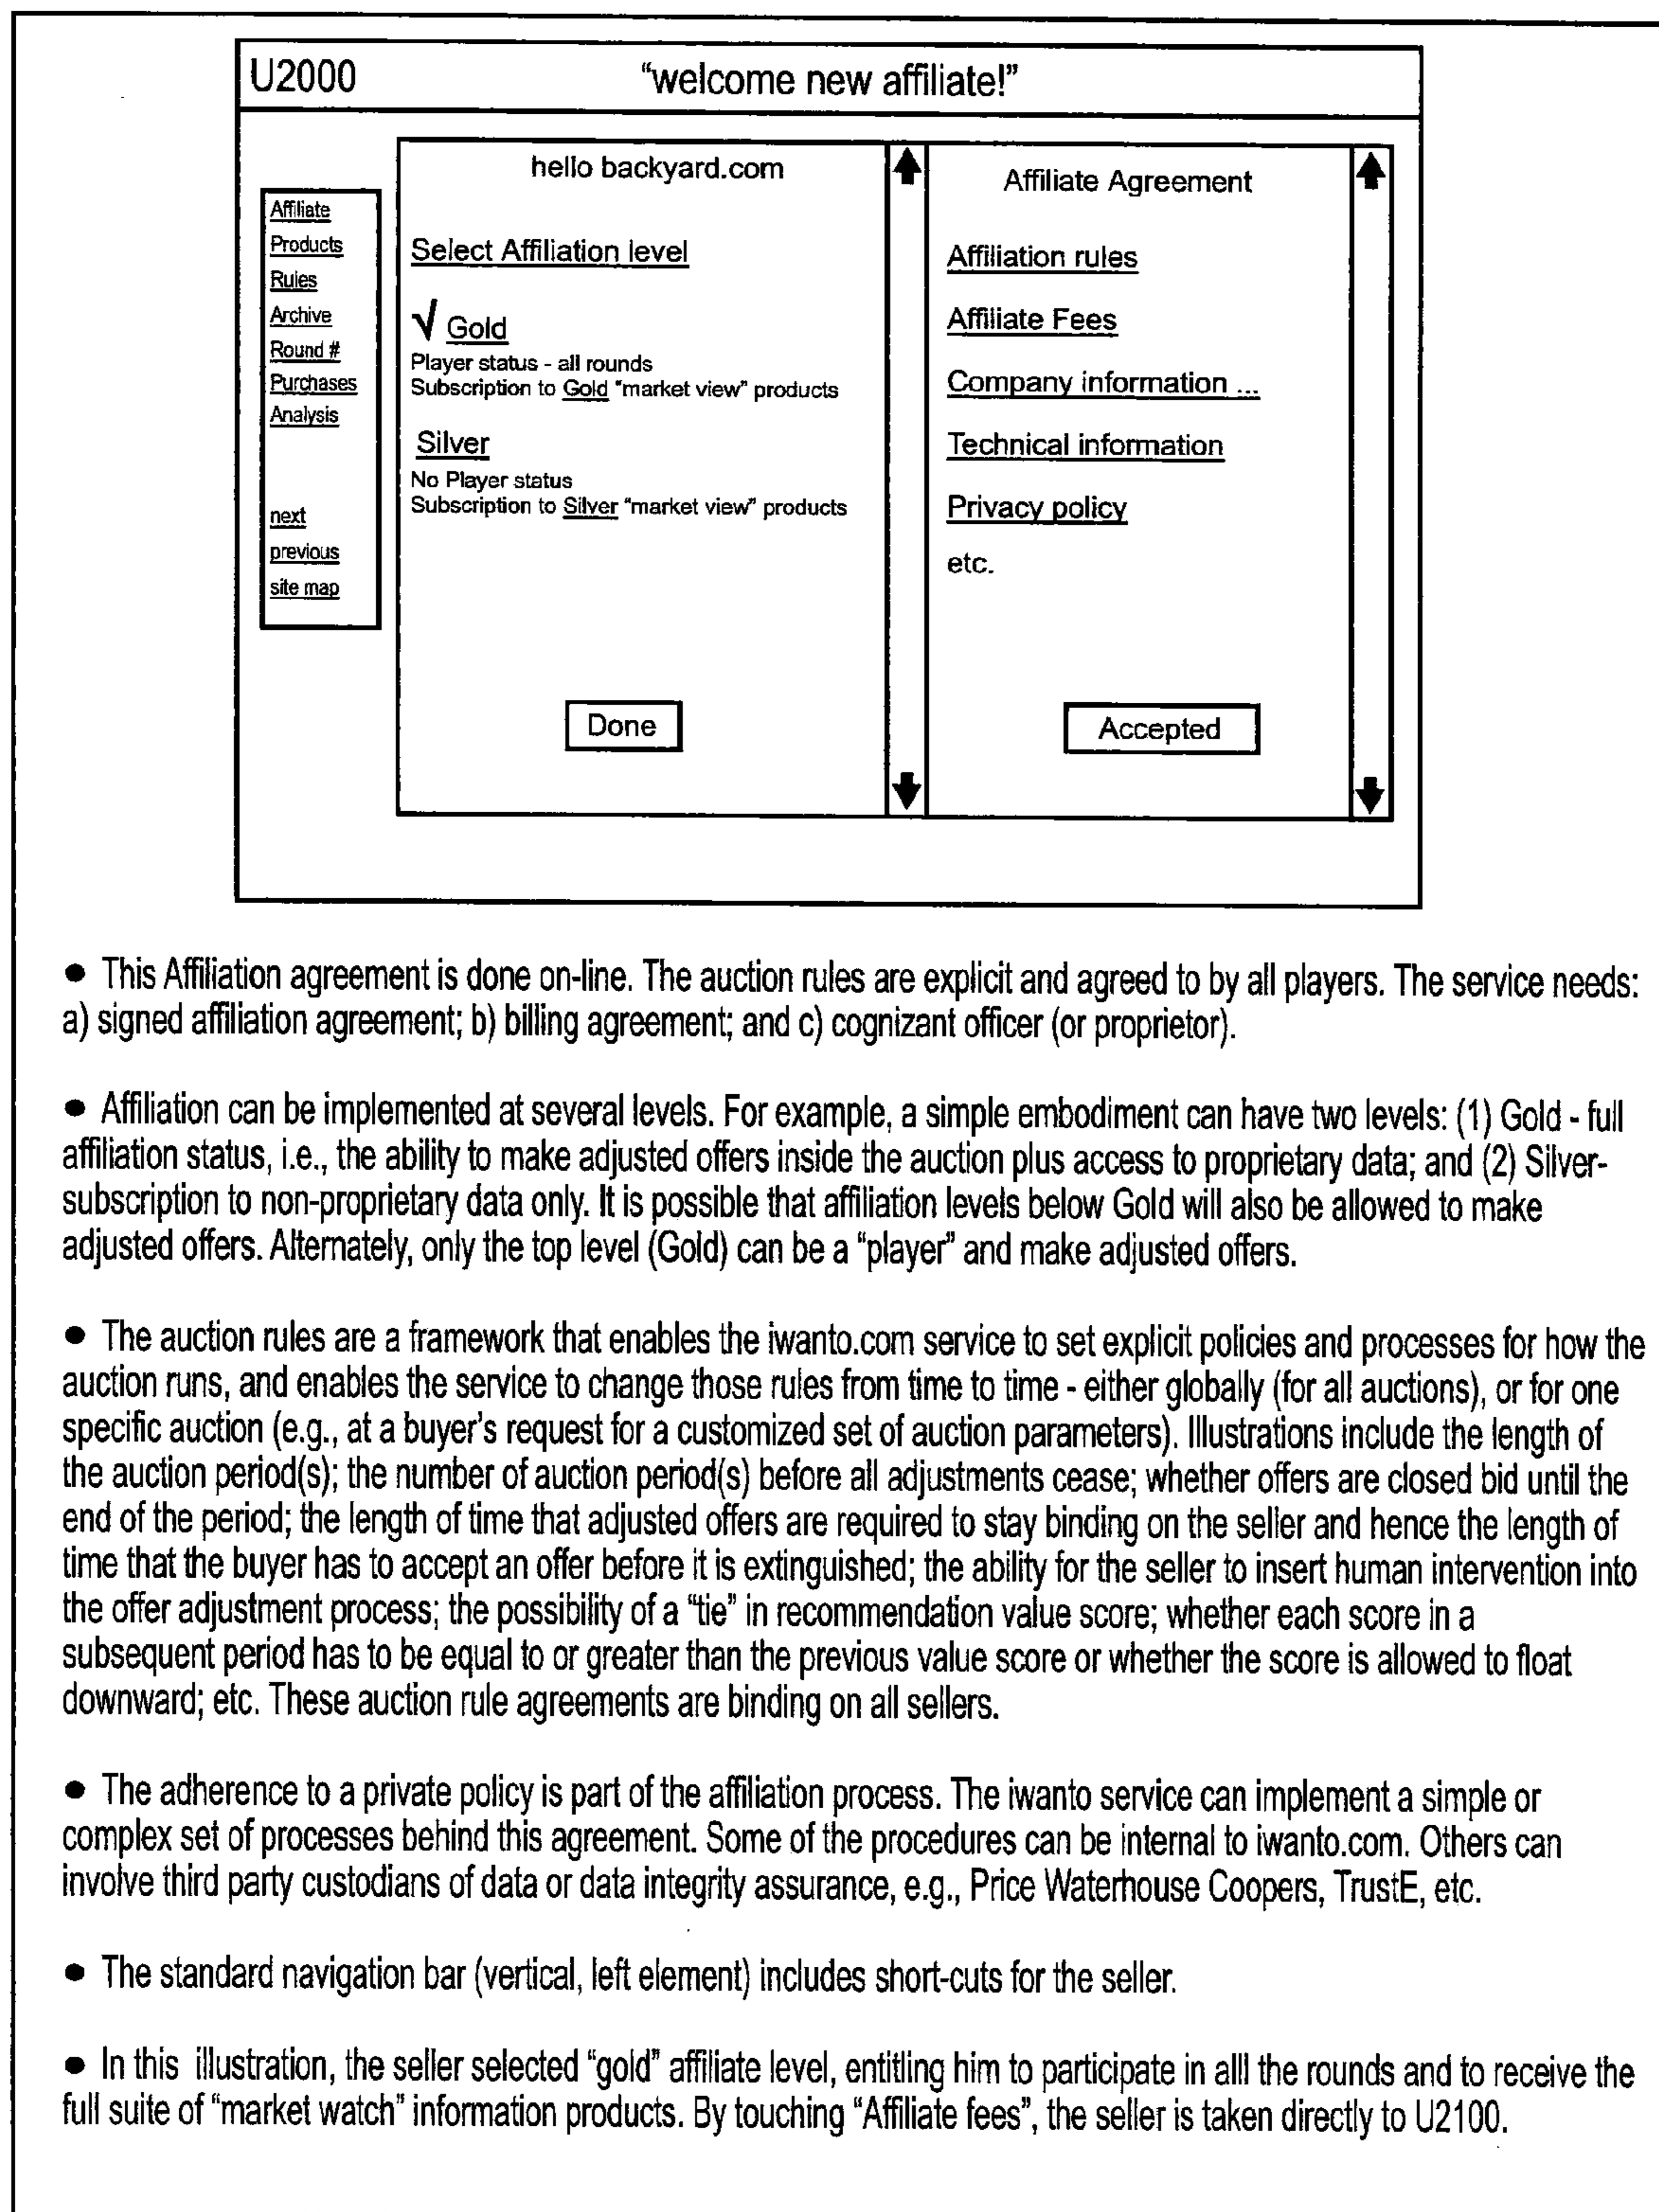 U2000
“welcome new affiliate!”
Affiliate
Products
Rules
Archive
Round #
Purchases
Analysis
next
previous
site map
hello backyard.com
Select Affiliation level
√ Gold
Player status - all rounds
Subscription to Gold “market view” products
Silver
No Player status
Subscription to Silver “market view” products
Done
Affiliate Agreement
Affiliation rules
Affiliate Fees
Company information ...
Technical information
Privacy policy
etc.
Accepted
● This Affiliation agreement is done on-line. The auction rules are explicit and agreed to by all players. The service needs:
a) signed affiliation agreement; b) billing agreement; and c) cognizant officer (or proprietor).
● Affiliation can be implemented at several levels. For example, a simple embodiment can have two levels: (1) Gold - full
affiliation status, i.e., the ability to make adjusted offers inside the auction plus access to proprietary data; and (2) Silver-
subscription to non-proprietary data only. It is possible that affiliation levels below Gold will also be allowed to make
adjusted offers. Alternately, only the top level (Gold) can be a “player” and make adjusted offers.
● The auction rules are a framework that enables the iwanto.com service to set explicit policies and processes for how the
auction runs, and enables the service to change those rules from time to time - either globally (for all auctions), or for one
specific auction (e.g., at a buyer’s request for a customized set of auction parameters). Illustrations include the length of
the auction period(s); the number of auction period(s) before all adjustments cease; whether offers are closed bid until the
end of the period; the length of time that adjusted offers are required to stay binding on the seller and hence the length of
time that the buyer has to accept an offer before it is extinguished; the ability for the seller to insert human intervention into
the offer adjustment process; the possibility of a “tie” in recommendation value score; whether each score in a
subsequent period has to be equal to or greater than the previous value score or whether the score is allowed to float
downward; etc. These auction rule agreements are binding on all sellers.
● The adherence to a private policy is part of the affiliation process. The iwanto service can implement a simple or
complex set of processes behind this agreement. Some of the procedures can be internal to iwanto.com. Others can
involve third party custodians of data or data integrity assurance, e.g., Price Waterhouse Coopers, TrustE, etc.
● The standard navigation bar (vertical, left element) includes short-cuts for the seller.
● In this illustration, the seller selected “gold” affiliate level, entitling him to participate in alll the rounds and to receive the
full suite of “market watch” information products. By touching “Affiliate fees”, the seller is taken directly to U2100.